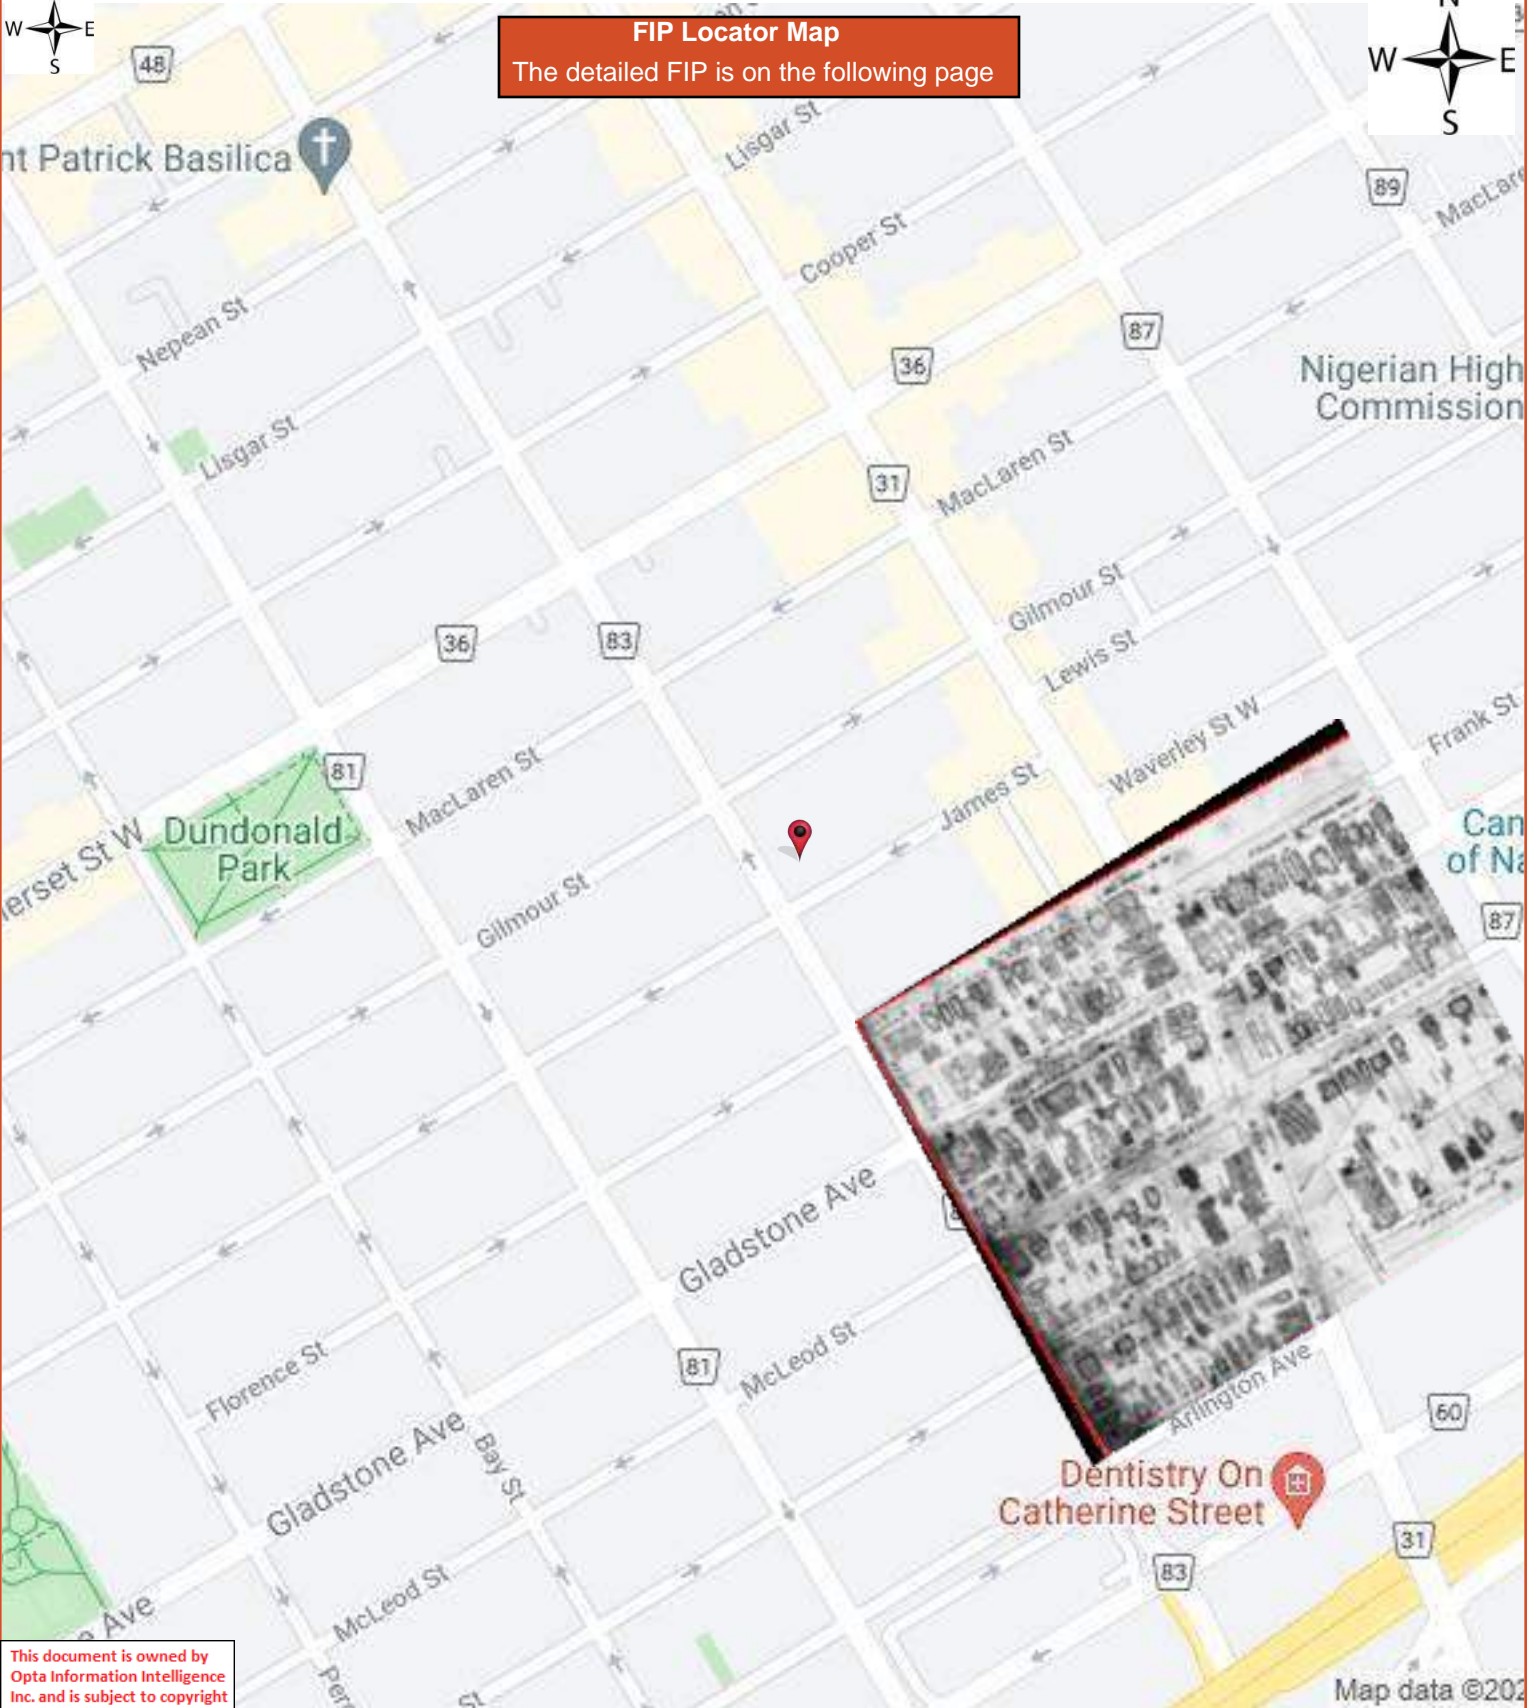 W E
S
FIP Locator Map
The detailed FIP is on the following page
N
W E
S
48
nt Patrick Basilica
Lisgar St
89
MacLare
Cooper St
Nepean St
87
36
Nigerian High
Commission
Lisgar St
MacLaren St
31
Gilmour St
36
83
Lewis St
Waverley St W
Frank St
81
MacLaren St
James St
Dundonald
Park
erset St W
Can
of Na
Gilmour St
87
Gladstone Ave
8
McLeod St
81
Florence St
Arlington Ave
60
Gladstone Ave
Bay St
Dentistry On
Catherine Street
31
83
McLeod St
e Ave
Per
St
This document is owned by
Opta Information Intelligence
Inc. and is subject to copyright
Map data ©202